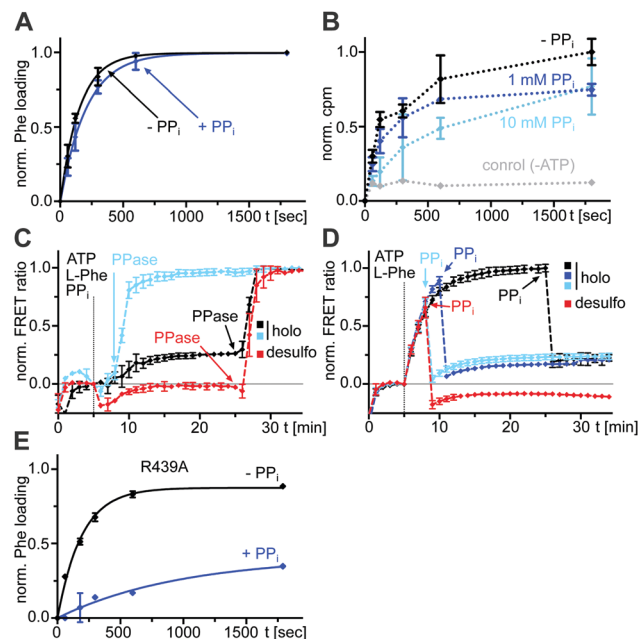 A
norm. Phe loading
1.0
0.5
0.0
- PPi
+ PPi
0
500
1000
1500 t [sec]
B
norm. cpm
1.0
0.5
0.0
- PPi
1 mM PPi
10 mM PPi
conrol (-ATP)
0
500
1000
1500 t [sec]
C
norm. FRET ratio
1.0
0.5
0.0
ATP
L-Phe
PPi
PPase
PPase
PPase
holo
desulfo
0
10
20
30 t [min]
D
norm. FRET ratio
1.0
0.5
0.0
ATP
L-Phe
PPi
PPi
PPi
PPi
holo
desulfo
0
10
20
30 t [min]
E
R439A
norm. Phe loading
1.0
0.5
0.0
- PPi
+ PPi
0
500
1000
1500 t [sec]